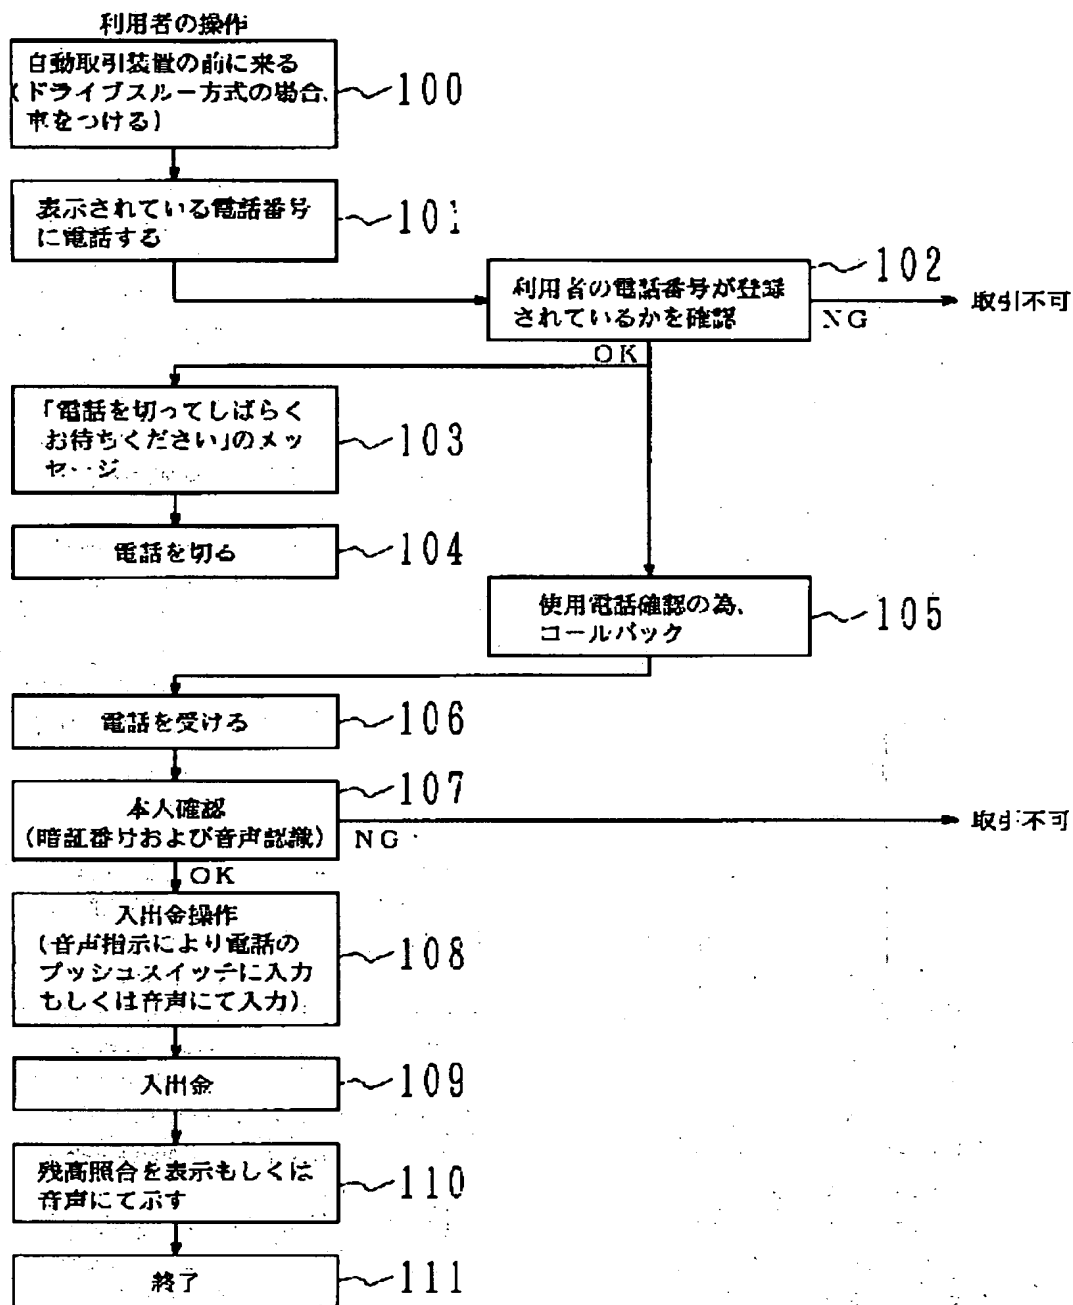 利用者の操作
自動取引装置の前に来る
(ドライブスルー方式の場合、
車をつける)
100
表示されている電話番号
に電話する
101
利用者の電話番号が登録
されているかを確認
102
NG
取引不可
OK
「電話を切ってしばらく
お待ちください」のメッ
セージ
103
電話を切る
104
使用電話確認の為、
コールバック
105
電話を受ける
106
本人確認
(暗証番けおよび音声認識)
107
NG
取引不可
OK
入出金操作
(音声指示により電話の
プッシュスイッチに入力
もしくは音声にて入力)
108
入出金
109
残高照合を表示もしくは
音声にて示す
110
終了
111